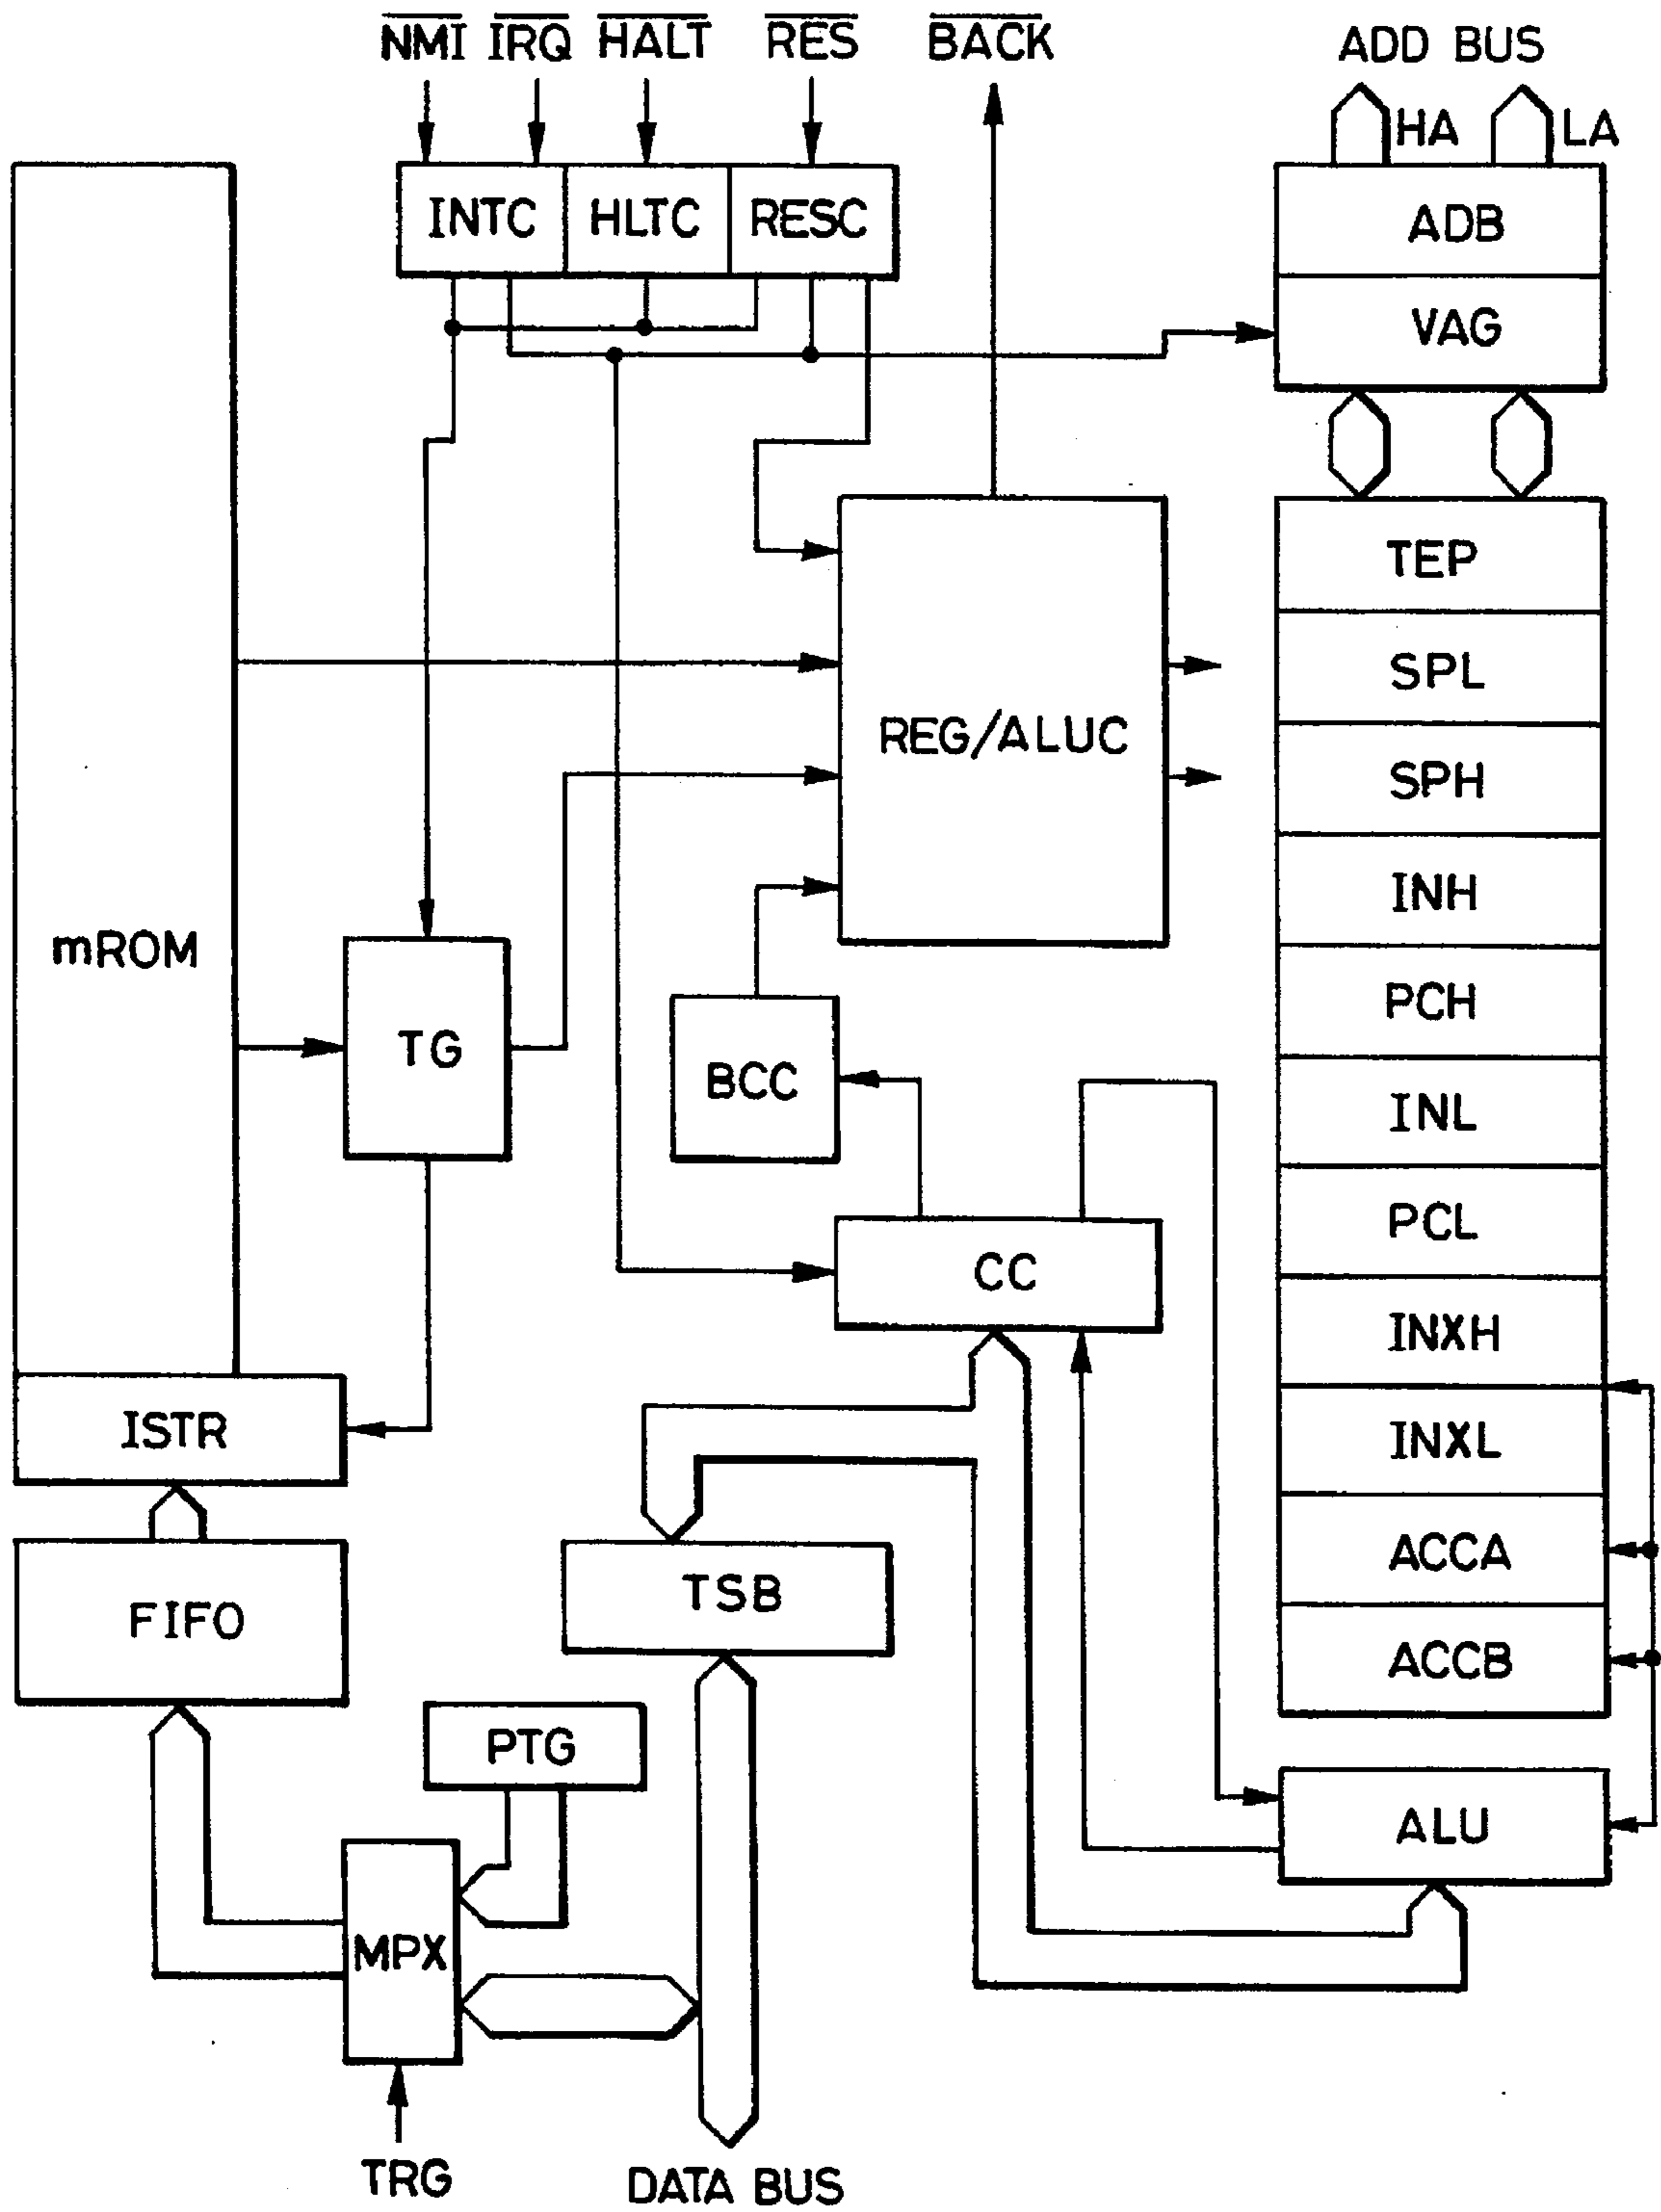 NMI IRQ HALT RES BACK ADD BUS
HA LA
INTC HLTC RESC ADB
VAG
TEP
SPL
REG/ALUC
SPH
INH
mROM
PCH
TG
BCC
INL
PCL
CC
INXH
ISTR
INXL
ACCA
TSB
FIFO
ACCB
PTG
ALU
MPX
TRG
DATA BUS